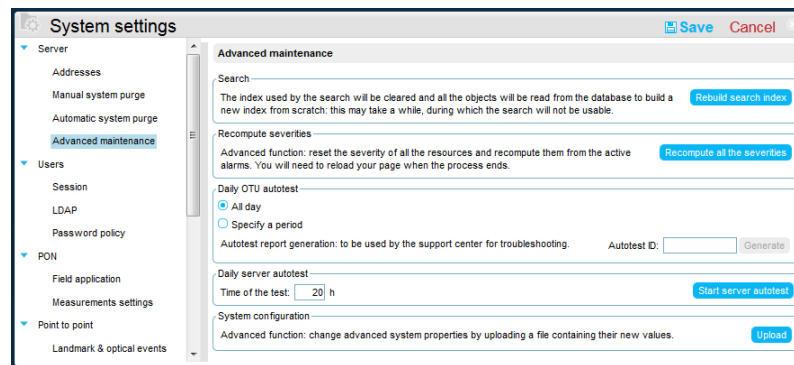 System settings
Save Cancel
Server
Addresses
Manual system purge
Automatic system purge
Advanced maintenance
Users
Session
LDAP
Password policy
PON
Field application
Measurements settings
Point to point
Landmark & optical events
Advanced maintenance
Search
The index used by the search will be cleared and all the objects will be read from the database to build a
new index from scratch: this may take a while, during which the search will not be usable.
Rebuild search index
Recompute severities
Advanced function: reset the severity of all the resources and recompute them from the active
alarms. You will need to reload your page when the process ends.
Recompute all the severities
Daily OTU autotest
All day
Specify a period
Autotest report generation: to be used by the support center for troubleshooting. Autotest ID: Generate
Daily server autotest
Time of the test: 20 h Start server autotest
System configuration
Advanced function: change advanced system properties by uploading a file containing their new values. Upload